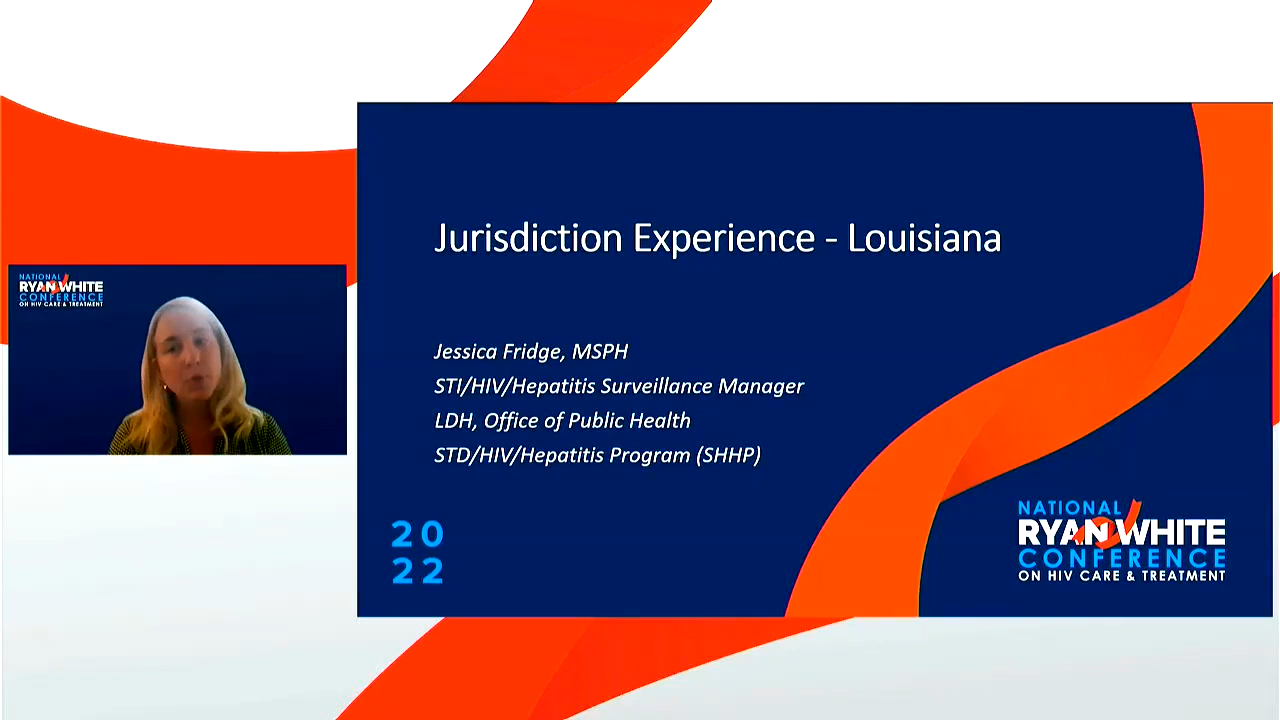 NATIONAL
RYAN WHITE
CONFERENCE
ON HIV CARE & TREATMENT
Jurisdiction Experience - Louisiana
Jessica Fridge, MSPH
STI/HIV/Hepatitis Surveillance Manager
LDH, Office of Public Health
STD/HIV/Hepatitis Program (SHHP)
20
22
NATIONAL
RYAN WHITE
CONFERENCE
ON HIV CARE & TREATMENT